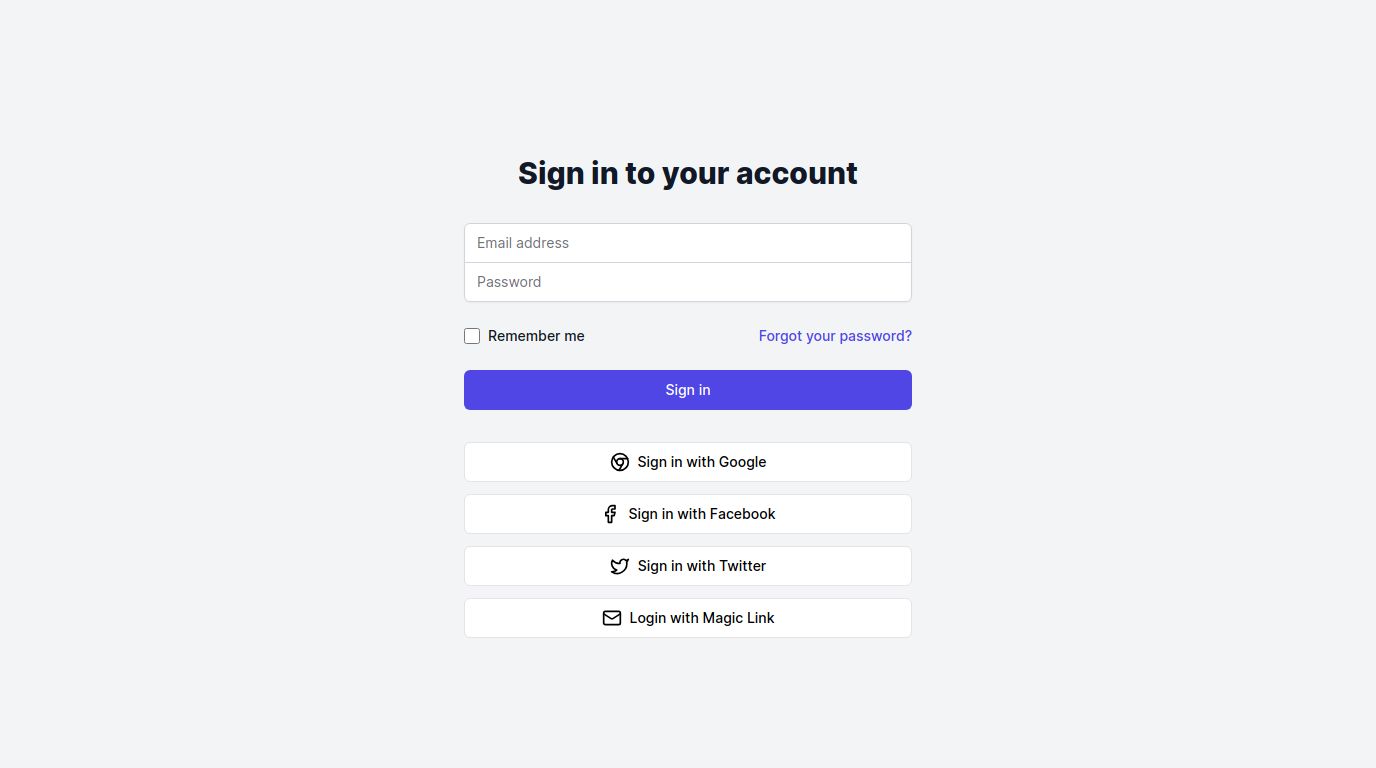 Sign in to your account
Email address
Password
Remember me
Forgot your password?
Sign in
Sign in with Google
Sign in with Facebook
Sign in with Twitter
Login with Magic Link